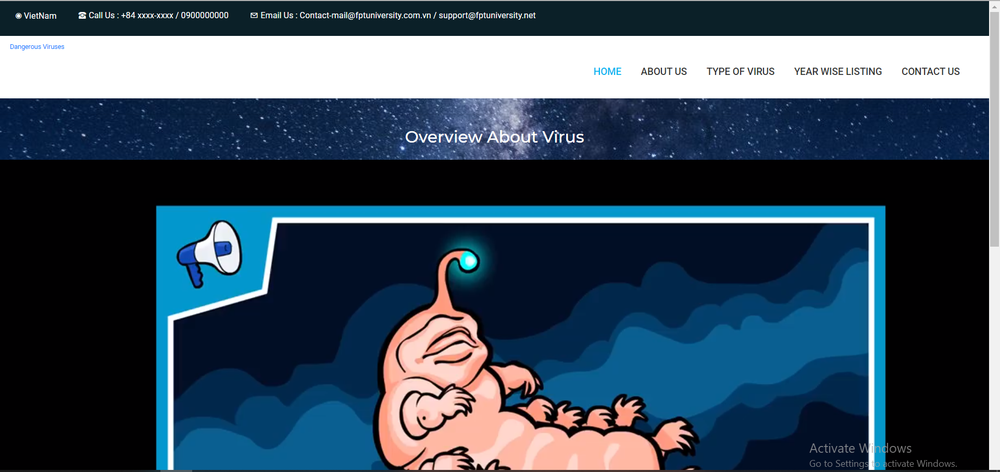 VietNam
Call Us : +84 xxxx-xxxx / 0900000000
Email Us : Contact-mail@fptuniversity.com.vn / support@fptuniversity.net
Dangerous Viruses
HOME
ABOUT US
TYPE OF VIRUS
YEAR WISE LISTING
CONTACT US
Overview About Virus
Activate Windows
Go to Settings to activate Windows.